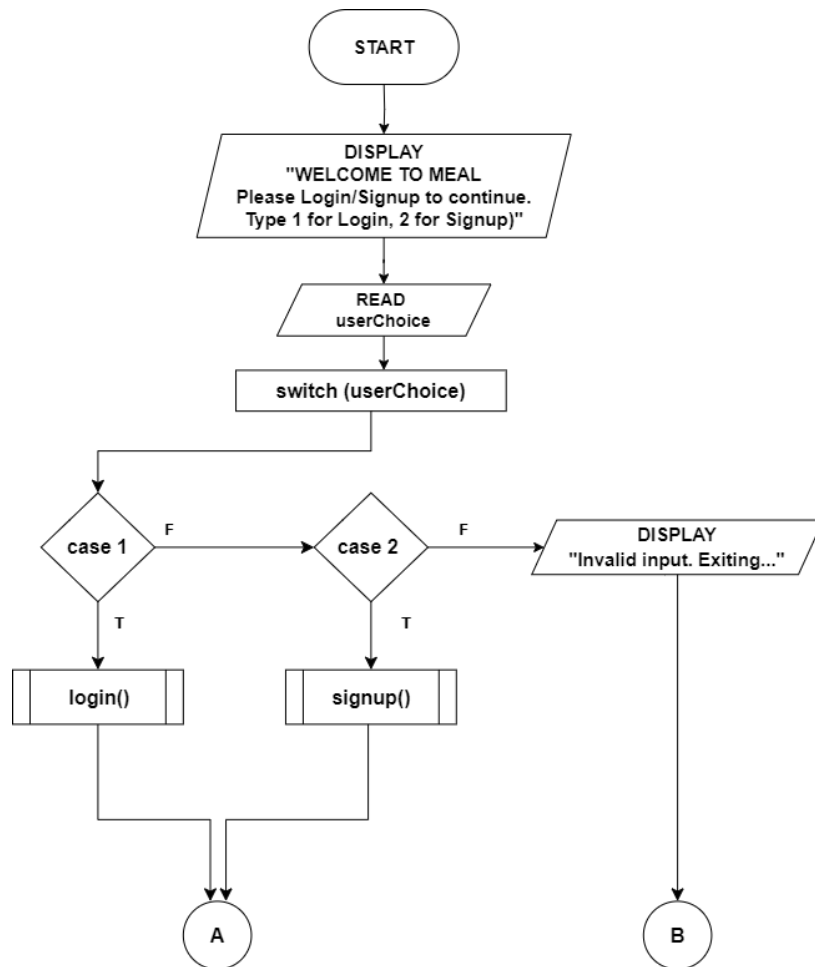 START
DISPLAY
"WELCOME TO MEAL
Please Login/Signup to continue.
Type 1 for Login, 2 for Signup)"
READ
userChoice
switch (userChoice)
case 1
F
case 2
F
DISPLAY
"Invalid input. Exiting..."
T
T
login()
signup()
A
B